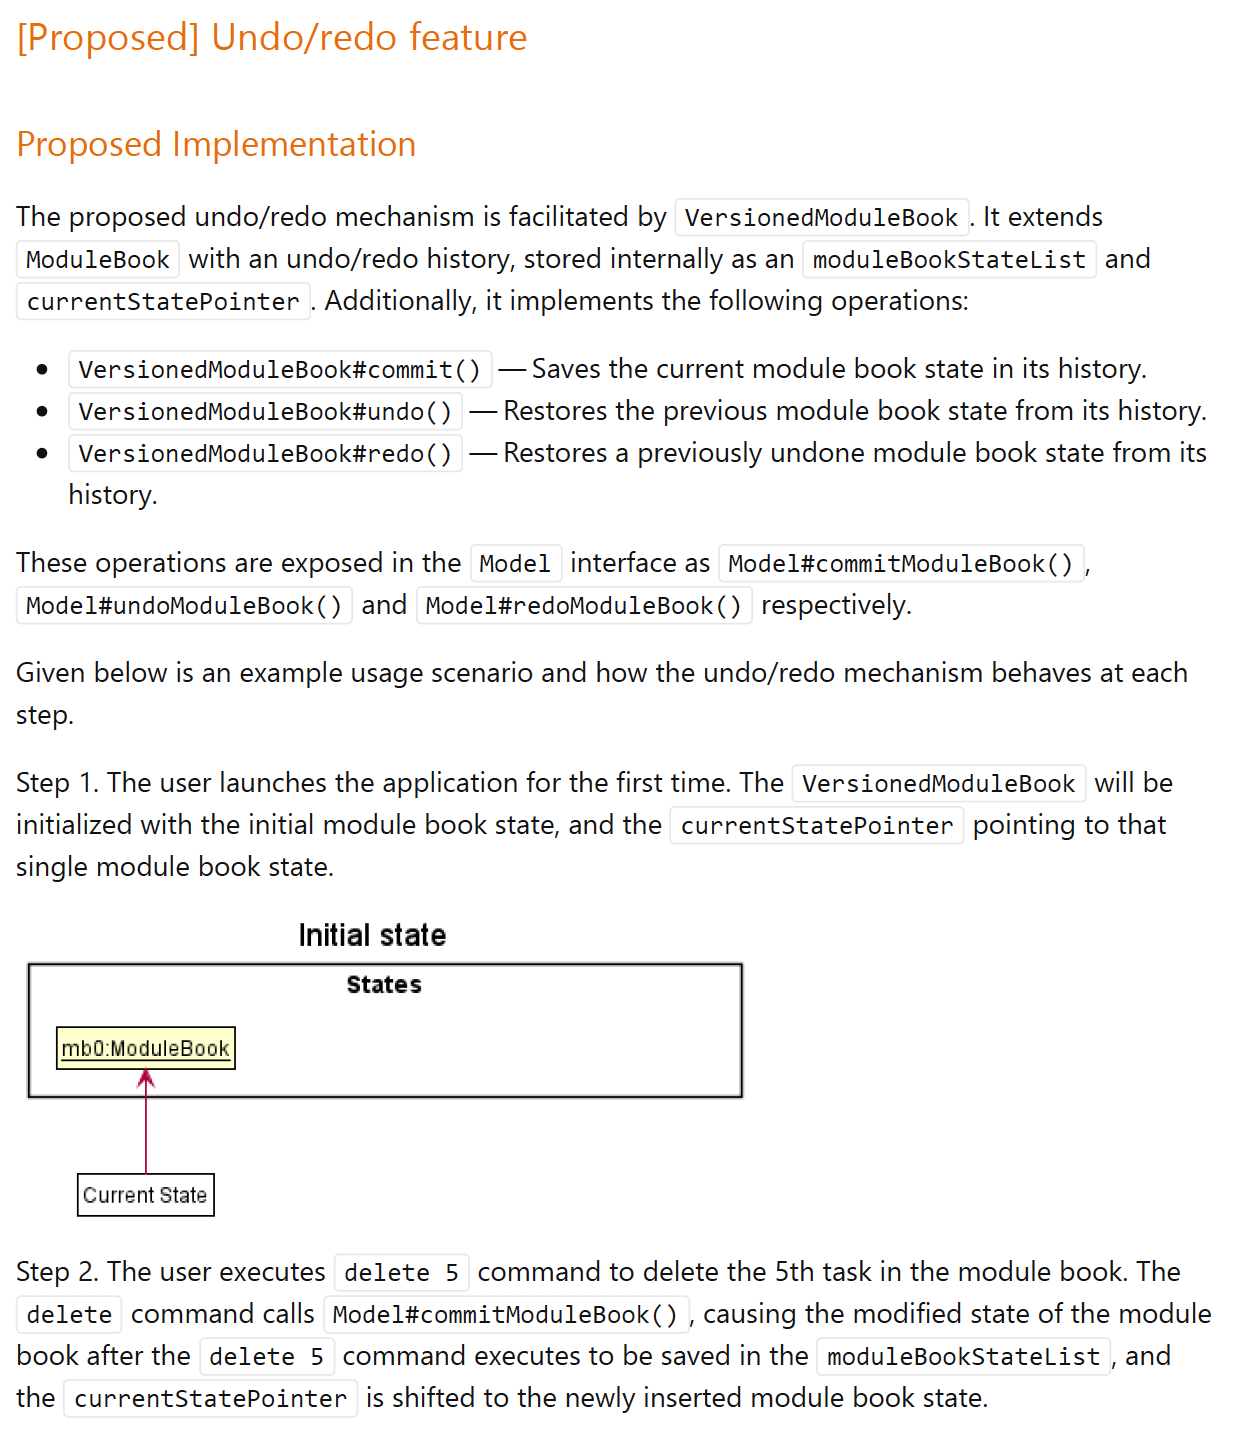 [Proposed] Undo/redo feature
Proposed Implementation
The proposed undo/redo mechanism is facilitated by VersionedModuleBook. It extends
ModuleBook with an undo/redo history, stored internally as an moduleBookStateList and
currentStatePointer. Additionally, it implements the following operations:
• VersionedModuleBook#commit() — Saves the current module book state in its history.
• VersionedModuleBook#undo() — Restores the previous module book state from its history.
• VersionedModuleBook#redo() — Restores a previously undone module book state from its
history.
These operations are exposed in the Model interface as Model#commitModuleBook(),
Model#undoModuleBook() and Model#redoModuleBook() respectively.
Given below is an example usage scenario and how the undo/redo mechanism behaves at each
step.
Step 1. The user launches the application for the first time. The VersionedModuleBook will be
initialized with the initial module book state, and the currentStatePointer pointing to that
single module book state.
Initial state
States
mb0:ModuleBook
Current State
Step 2. The user executes delete 5 command to delete the 5th task in the module book. The
delete command calls Model#commitModuleBook(), causing the modified state of the module
book after the delete 5 command executes to be saved in the moduleBookStateList, and
the currentStatePointer is shifted to the newly inserted module book state.